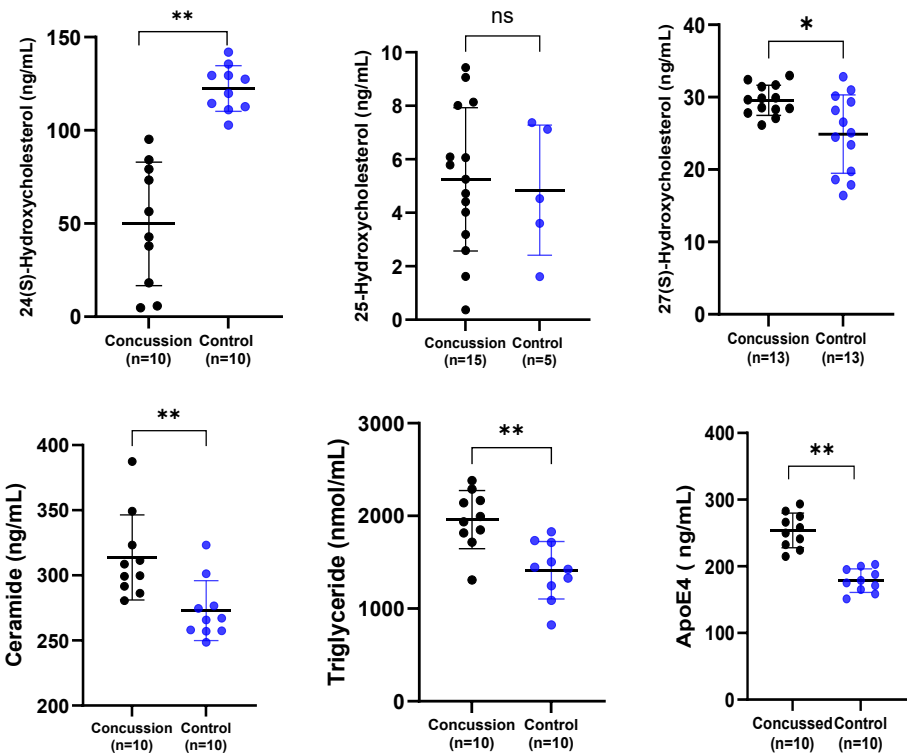 24(S)-Hydroxycholesterol (ng/mL)
150
100
50
0
**
Concussion
(n=10)
Control
(n=10)
25-Hydroxycholesterol (ng/mL)
10
8
6
4
2
0
ns
Concussion
(n=15)
Control
(n=5)
27(S)-Hydroxycholesterol (ng/mL)
40
30
20
10
0
*
Concussion
(n=13)
Control
(n=13)
Ceramide (ng/mL)
400
350
300
250
200
**
Concussion
(n=10)
Control
(n=10)
Triglyceride (nmol/mL)
3000
2000
1000
0
**
Concussion
(n=10)
Control
(n=10)
ApoE4 ( ng/mL)
400
300
200
100
0
**
Concussed
(n=10)
Control
(n=10)